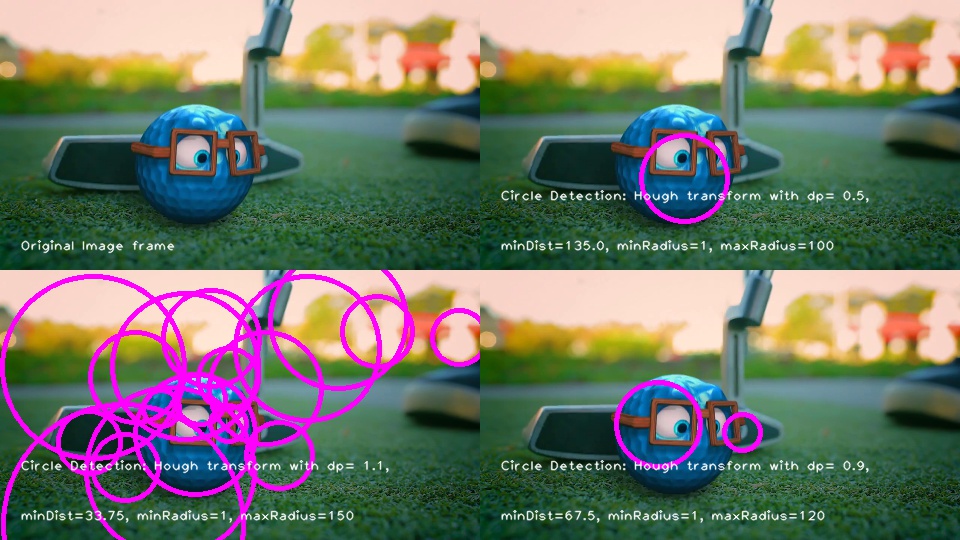 Original Image frame
Circle Detection: Hough transform with dp= 0.5,
minDist=135.0, minRadius=1, maxRadius=100
Circle Detection: Hough transform with dp= 1.1,
minDist=33.75, minRadius=1, maxRadius=150
Circle Detection: Hough transform with dp= 0.9,
minDist=67.5, minRadius=1, maxRadius=120